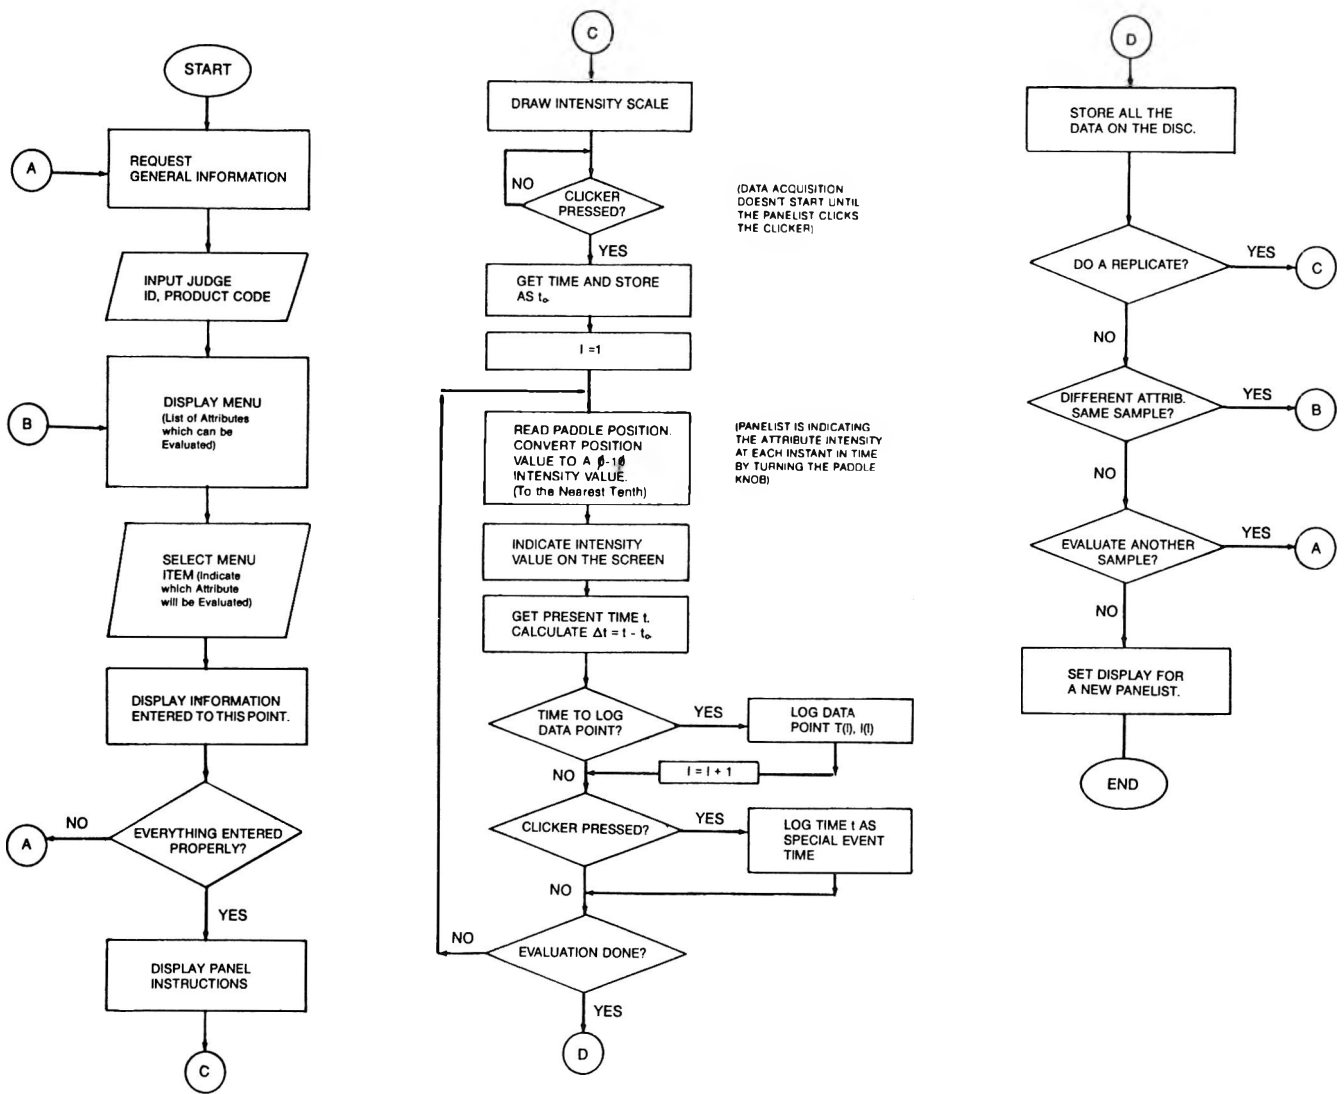 START
A
REQUEST
GENERAL INFORMATION
INPUT JUDGE
ID, PRODUCT CODE
B
DISPLAY MENU
(List of Attributes
which can be
Evaluated)
SELECT MENU
ITEM (Indicate
which Attribute
will be Evaluated)
DISPLAY INFORMATION
ENTERED TO THIS POINT.
NO
A
EVERYTHING ENTERED
PROPERLY?
YES
DISPLAY PANEL
INSTRUCTIONS
C
C
DRAW INTENSITY SCALE
NO
CLICKER
PRESSED?
(DATA ACQUISITION
DOESN'T START UNTIL
THE PANELIST CLICKS
THE CLICKER)
YES
GET TIME AND STORE
AS t₀.
I =1
READ PADDLE POSITION.
CONVERT POSITION
VALUE TO A Ø-1Ø
INTENSITY VALUE.
(To the Nearest Tenth)
(PANELIST IS INDICATING
THE ATTRIBUTE INTENSITY
AT EACH INSTANT IN TIME
BY TURNING THE PADDLE
KNOB)
INDICATE INTENSITY
VALUE ON THE SCREEN
GET PRESENT TIME t.
CALCULATE Δt = t - t₀.
TIME TO LOG
DATA POINT?
YES
LOG DATA
POINT T(I), I(I)
NO
I = I + 1
CLICKER PRESSED?
YES
LOG TIME t AS
SPECIAL EVENT
TIME
NO
NO
EVALUATION DONE?
YES
D
D
STORE ALL THE
DATA ON THE DISC.
DO A REPLICATE?
YES
C
NO
DIFFERENT ATTRIB.
SAME SAMPLE?
YES
B
NO
EVALUATE ANOTHER
SAMPLE?
YES
A
NO
SET DISPLAY FOR
A NEW PANELIST.
END